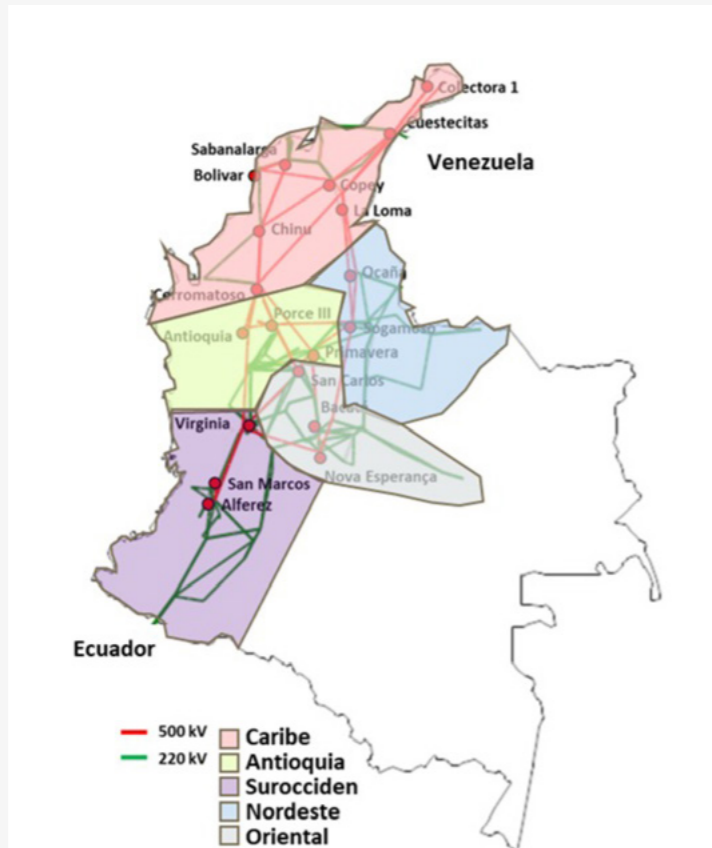 Colectora 1
Cuestecitas
Sabanalarga
Venezuela
Bolivar
Copey
La Loma
Chinu
Ocaña
Cerromatoso
Porce III
Antioquia
Sogamoso
Primavera
San Carlos
Bacatá
Virginia
Nova Esperança
San Marcos
Alferez
Ecuador
500 kV
220 kV
Caribe
Antioquia
Surocciden
Nordeste
Oriental